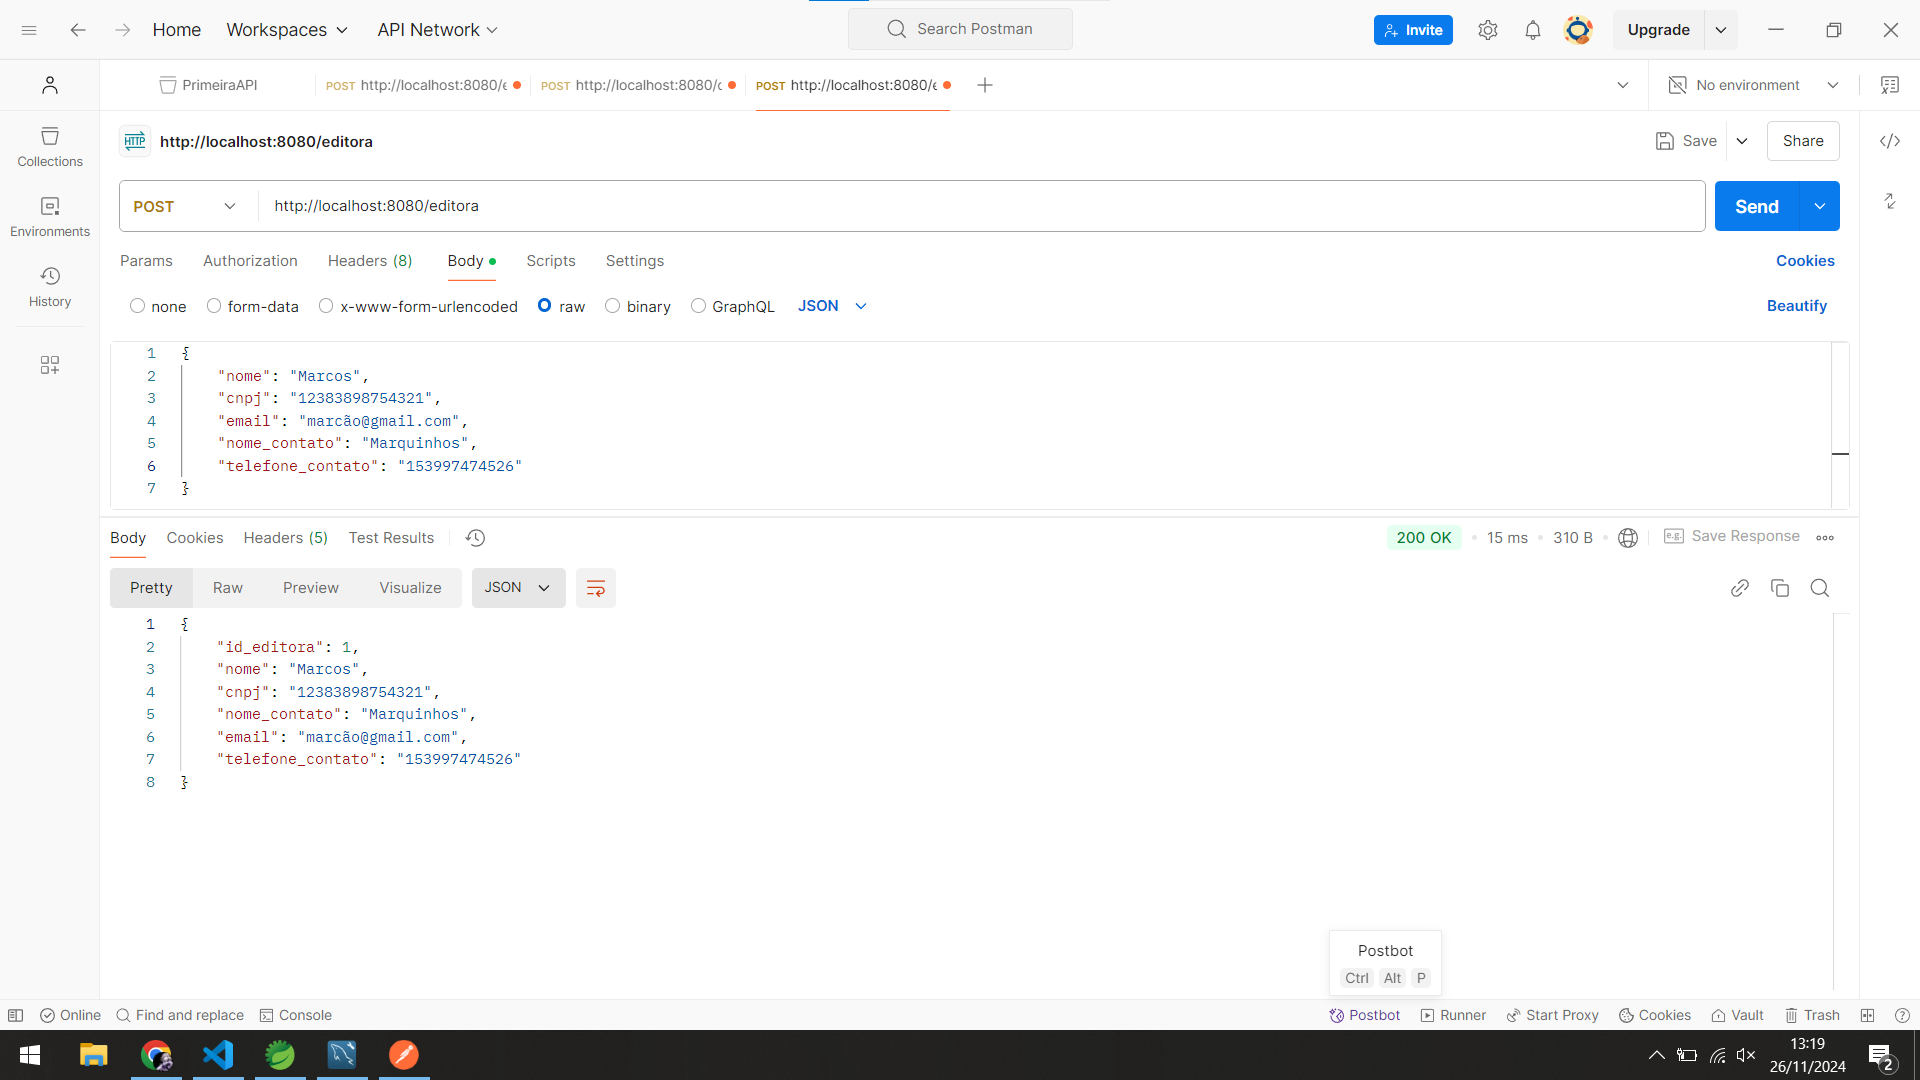 Home Workspaces API Network Search Postman Invite Upgrade
PrimeiraAPI POST http://localhost:8080/e POST http://localhost:8080/c POST http://localhost:8080/e No environment
HTTP http://localhost:8080/editora Save Share
Collections
Environments
History
POST http://localhost:8080/editora Send
Params Authorization Headers (8) Body Scripts Settings Cookies
none form-data x-www-form-urlencoded raw binary GraphQL JSON Beautify
1 {
2 "nome": "Marcos",
3 "cnpj": "12383898754321",
4 "email": "marcão@gmail.com",
5 "nome_contato": "Marquinhos",
6 "telefone_contato": "153997474526"
7 }
Body Cookies Headers (5) Test Results 200 OK 15 ms 310 B e.g. Save Response
Pretty Raw Preview Visualize JSON
1 {
2 "id_editora": 1,
3 "nome": "Marcos",
4 "cnpj": "12383898754321",
5 "nome_contato": "Marquinhos",
6 "email": "marcão@gmail.com",
7 "telefone_contato": "153997474526"
8 }
Postbot
Ctrl Alt P
Online Find and replace Console Postbot Runner Start Proxy Cookies Vault Trash
13:19
26/11/2024
2